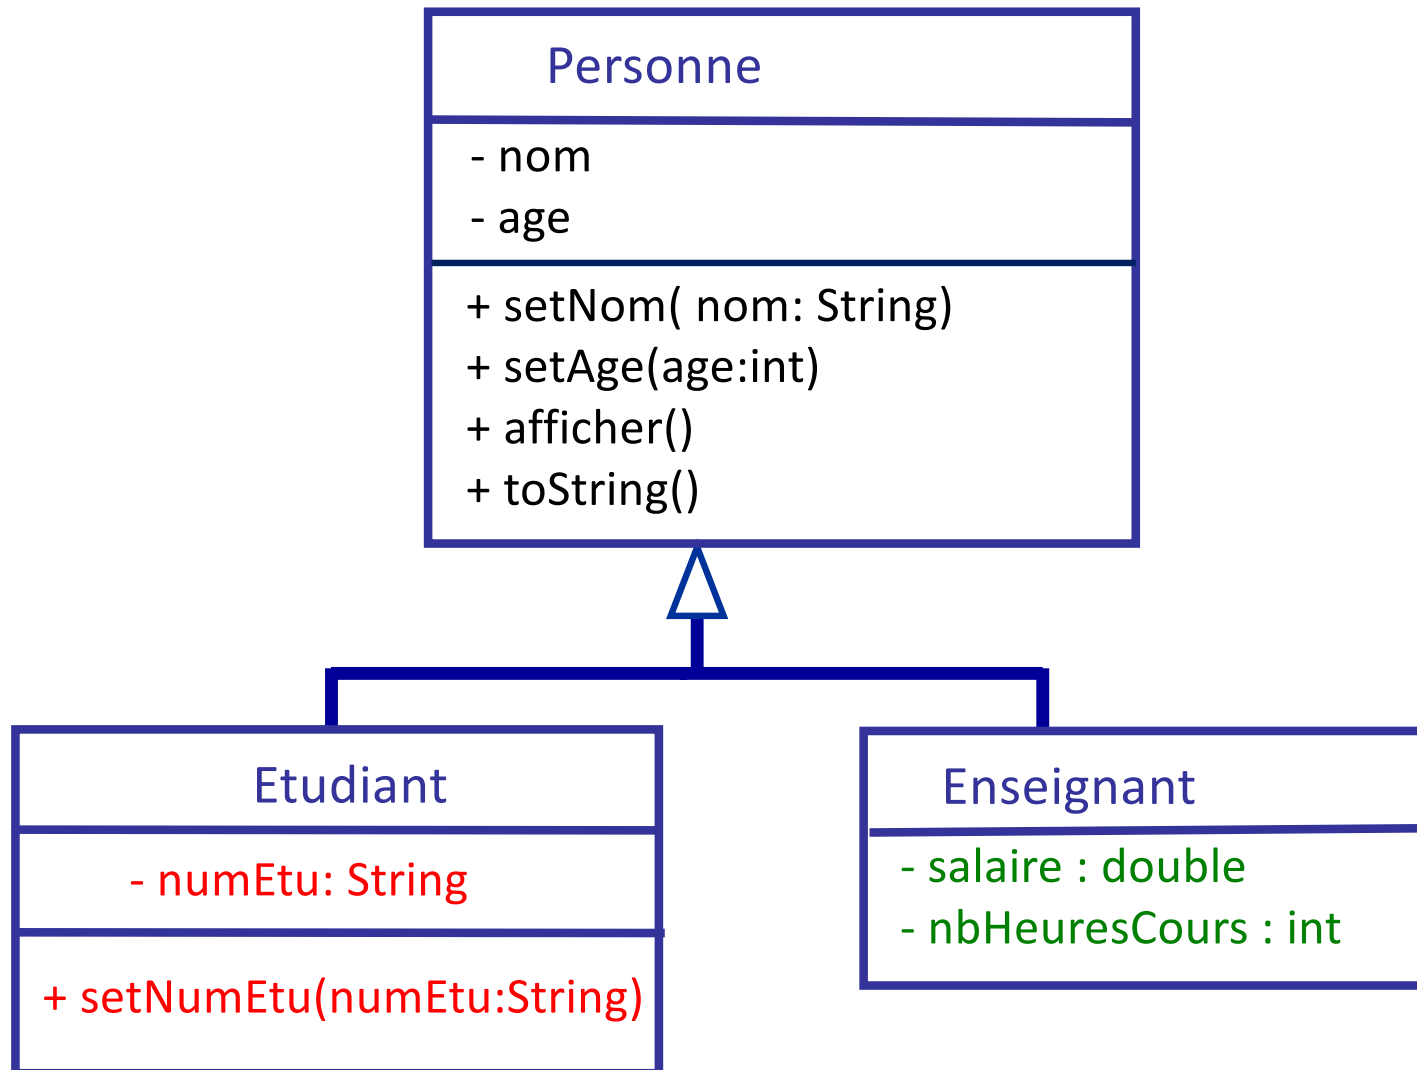 Personne
- nom
- age
+ setNom( nom: String)
+ setAge(age:int)
+ afficher()
+ toString()
Etudiant
- numEtu: String
+ setNumEtu(numEtu:String)
Enseignant
- salaire : double
- nbHeuresCours : int